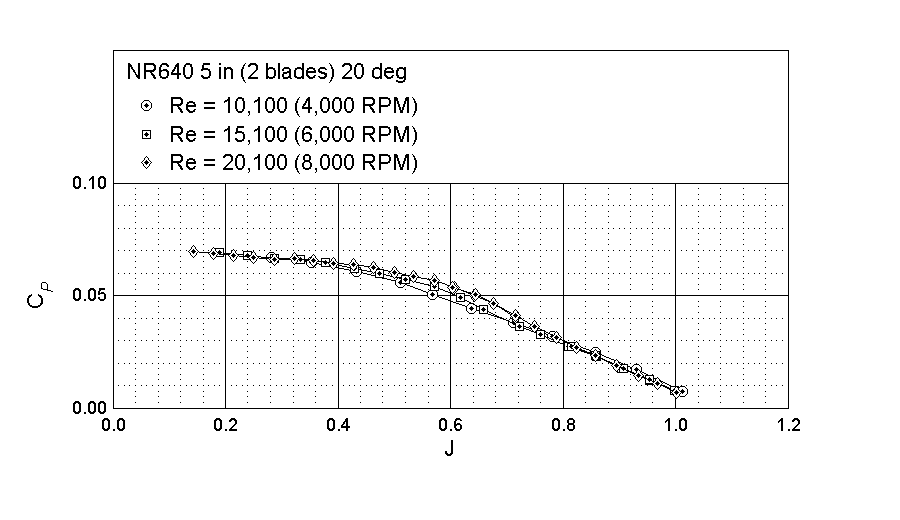 NR640 5 in (2 blades) 20 deg
Re = 10,100 (4,000 RPM)
Re = 15,100 (6,000 RPM)
Re = 20,100 (8,000 RPM)
0.10
0.05
0.00
C_P
0.0 0.2 0.4 0.6 0.8 1.0 1.2
J